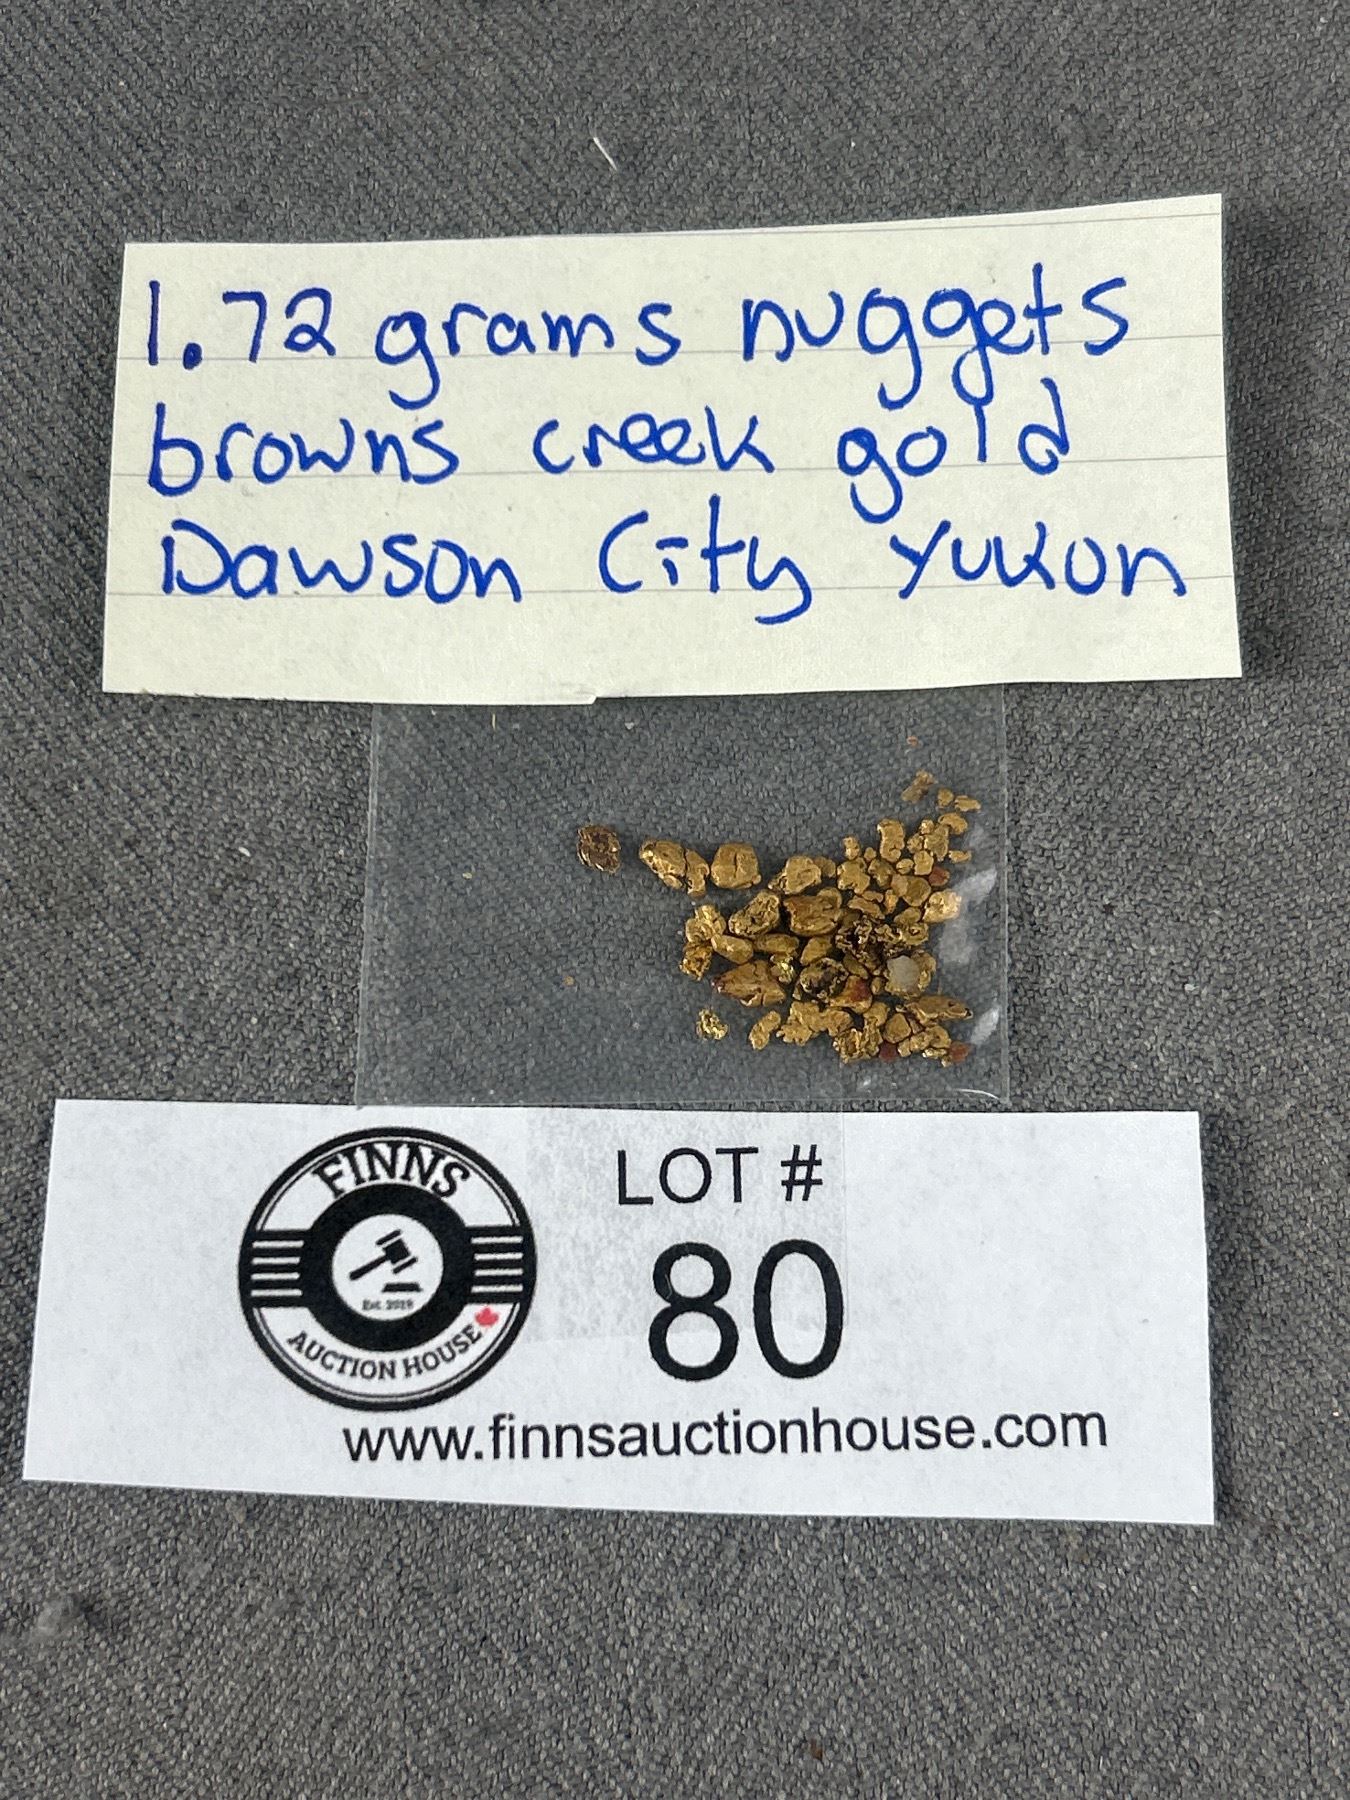 1.72 grams nuggets
browns creek gold
Dawson City Yukon
FINNS
Est. 2019
AUCTION HOUSE
LOT #
80
www.finnsauctionhouse.com